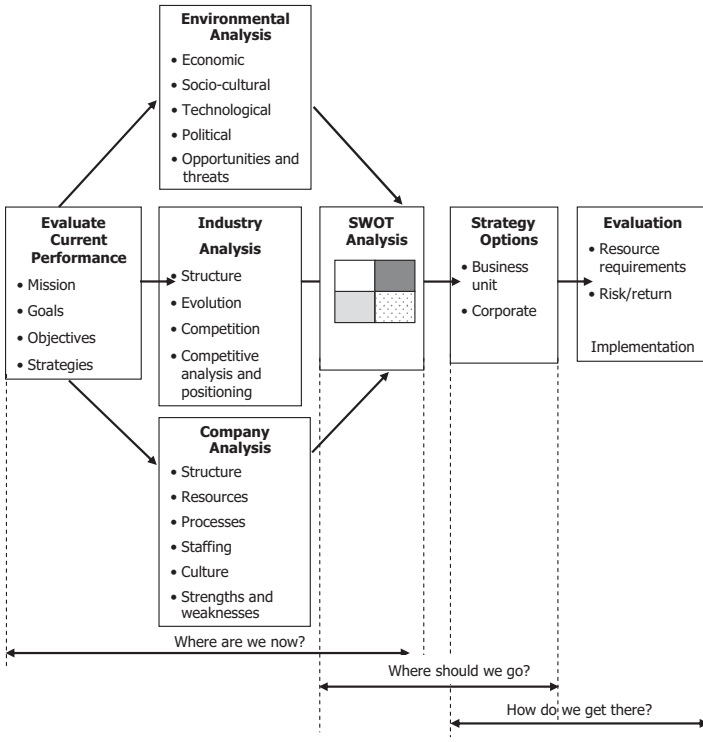 Environmental
Analysis
• Economic
• Socio-cultural
• Technological
• Political
• Opportunities and
threats
Evaluate
Current
Performance
• Mission
• Goals
• Objectives
• Strategies
Industry
Analysis
• Structure
• Evolution
• Competition
• Competitive
analysis and
positioning
SWOT
Analysis
Strategy
Options
• Business
unit
• Corporate
Evaluation
• Resource
requirements
• Risk/return
Implementation
Company
Analysis
• Structure
• Resources
• Processes
• Staffing
• Culture
• Strengths and
weaknesses
Where are we now?
Where should we go?
How do we get there?